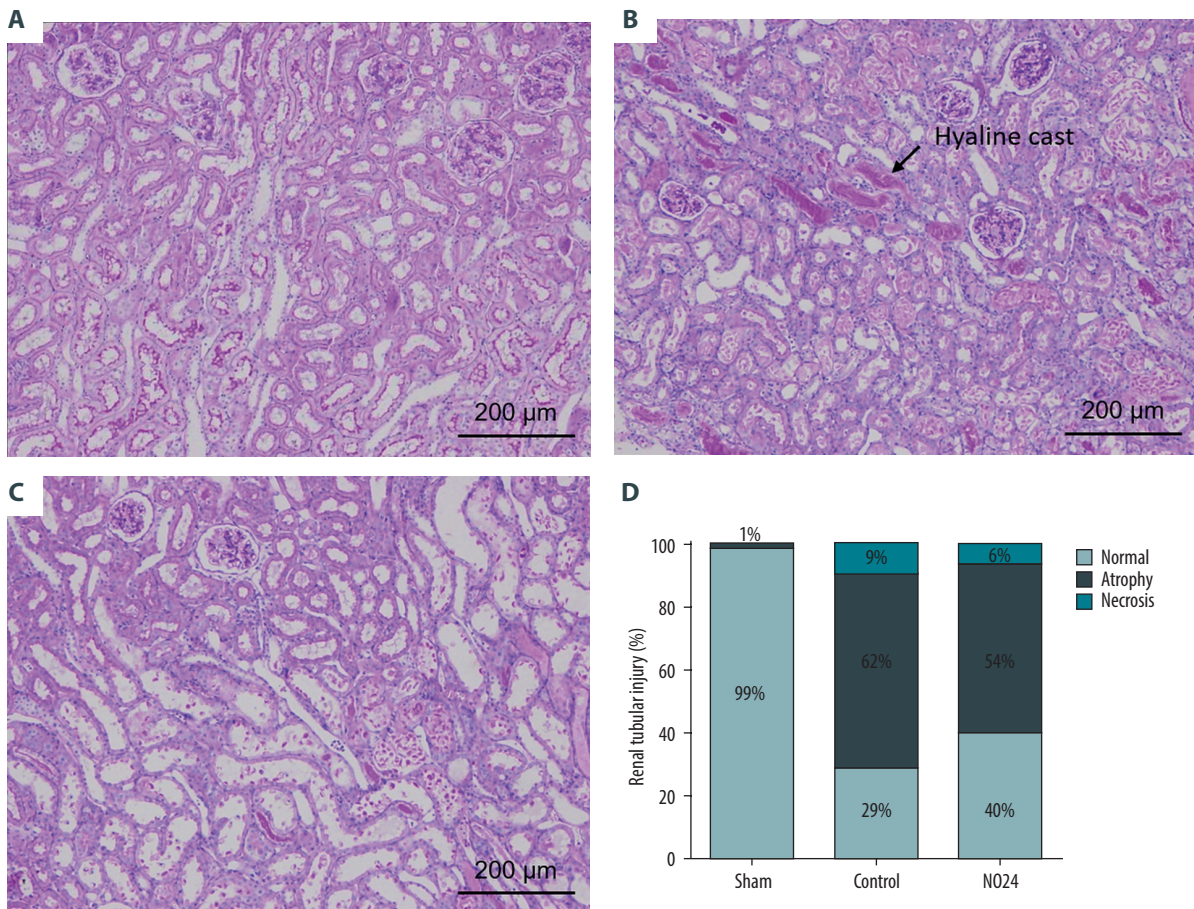 A
200 µm
B
Hyaline cast
200 µm
C
200 µm
D
100
80
60
40
20
0
Renal tubular injury (%)
1%
99%
9%
62%
29%
6%
54%
40%
Sham
Control
NO24
Normal
Atrophy
Necrosis